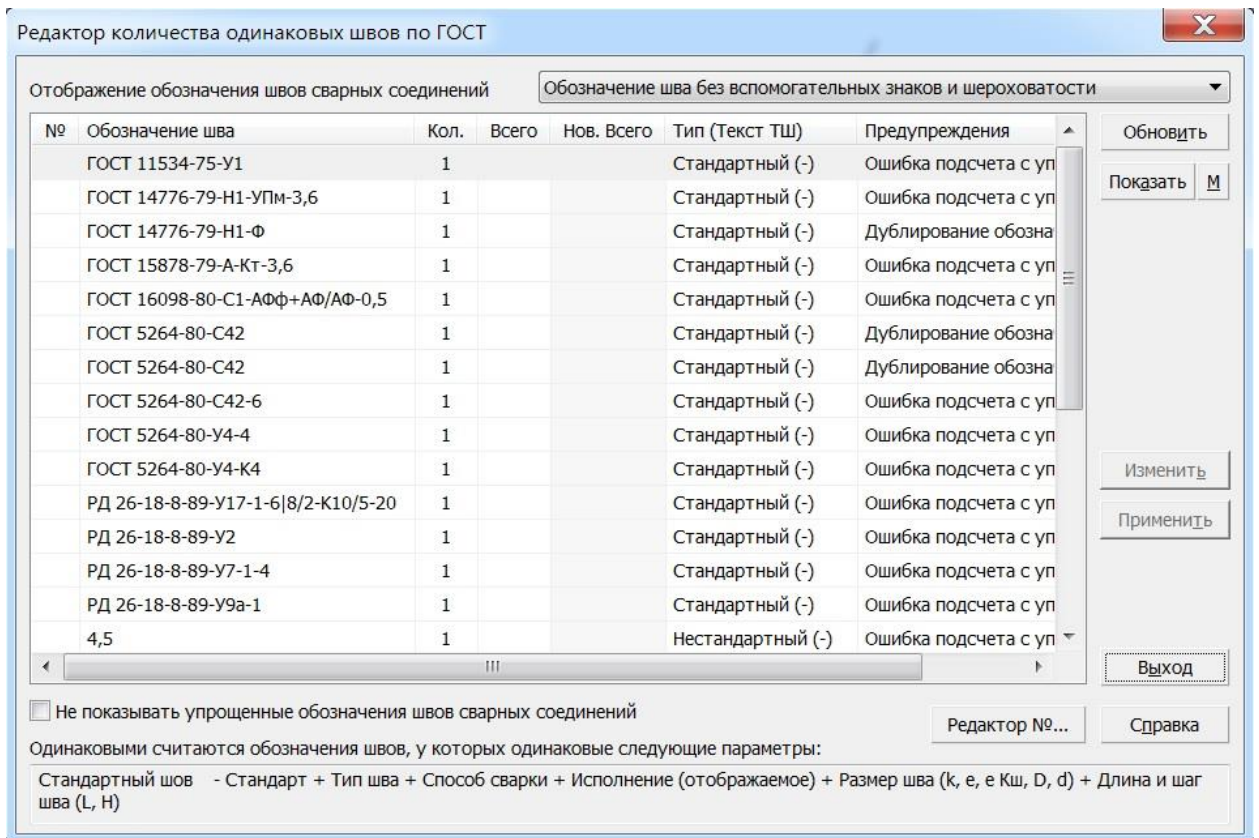 Редактор количества одинаковых швов по ГОСТ
Отображение обозначения швов сварных соединений Обозначение шва без вспомогательных знаков и шероховатости
№ Обозначение шва Кол. Всего Нов. Всего Тип (Текст ТШ) Предупреждения Обновить
ГОСТ 11534-75-У1 1 Стандартный (-) Ошибка подсчета с уп
Показать М
ГОСТ 14776-79-Н1-УПм-3,6 1 Стандартный (-) Ошибка подсчета с уп
ГОСТ 14776-79-Н1-Ф 1 Стандартный (-) Дублирование обозна
ГОСТ 15878-79-А-Кт-3,6 1 Стандартный (-) Ошибка подсчета с уп
ГОСТ 16098-80-С1-АФф+АФ/АФ-0,5 1 Стандартный (-) Ошибка подсчета с уп
ГОСТ 5264-80-С42 1 Стандартный (-) Дублирование обозна
ГОСТ 5264-80-С42 1 Стандартный (-) Дублирование обозна
ГОСТ 5264-80-С42-6 1 Стандартный (-) Ошибка подсчета с уп
ГОСТ 5264-80-У4-4 1 Стандартный (-) Ошибка подсчета с уп
ГОСТ 5264-80-У4-К4 1 Стандартный (-) Ошибка подсчета с уп Изменить
РД 26-18-8-89-У17-1-6|8/2-К10/5-20 1 Стандартный (-) Ошибка подсчета с уп
Применить
РД 26-18-8-89-У2 1 Стандартный (-) Ошибка подсчета с уп
РД 26-18-8-89-У7-1-4 1 Стандартный (-) Ошибка подсчета с уп
РД 26-18-8-89-У9а-1 1 Стандартный (-) Ошибка подсчета с уп
4,5 1 Нестандартный (-) Ошибка подсчета с уп
Выход
Не показывать упрощенные обозначения швов сварных соединений
Редактор №... Справка
Одинаковыми считаются обозначения швов, у которых одинаковые следующие параметры:
Стандартный шов - Стандарт + Тип шва + Способ сварки + Исполнение (отображаемое) + Размер шва (k, e, e Кш, D, d) + Длина и шаг
шва (L, H)